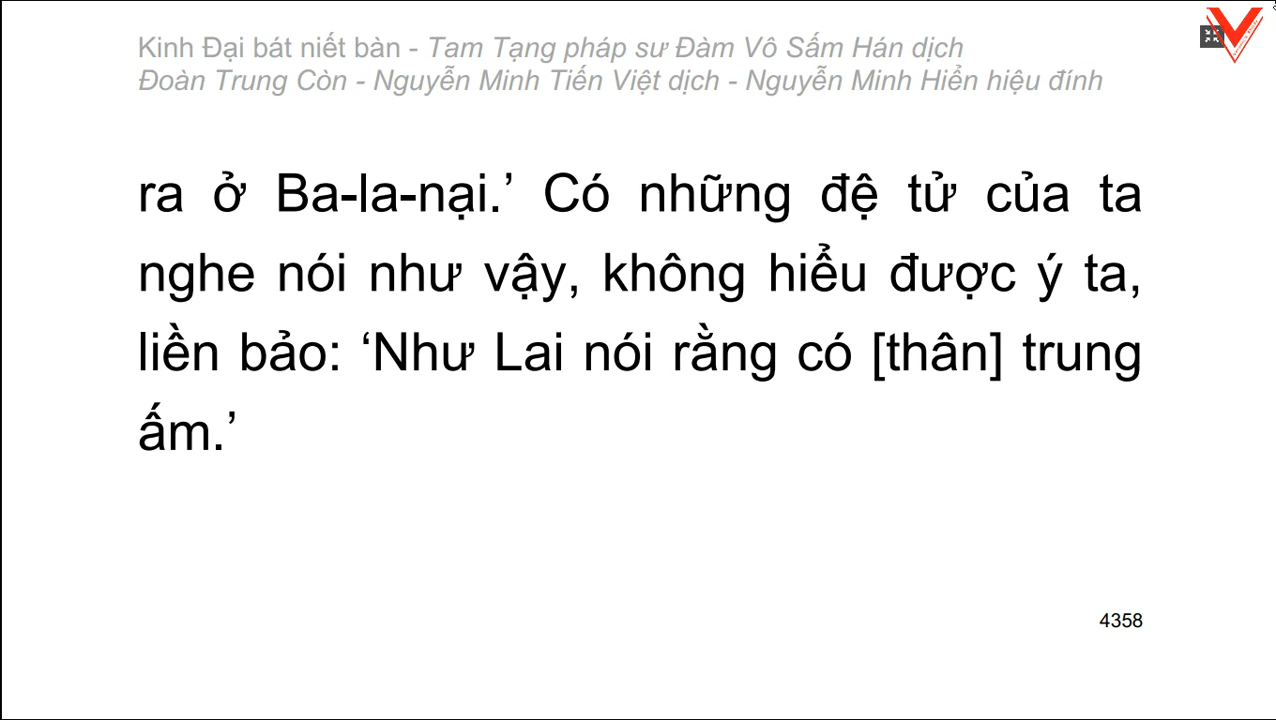 Kinh Đại bát niết bàn - Tam Tạng pháp sư Đàm Vô Sấm Hán dịch
Đoàn Trung Còn - Nguyễn Minh Tiến Việt dịch - Nguyễn Minh Hiển hiệu đính
ra ở Ba-la-nại.’ Có những đệ tử của ta
nghe nói như vậy, không hiểu được ý ta,
liền bảo: ‘Như Lai nói rằng có [thân] trung
ấm.’
4358